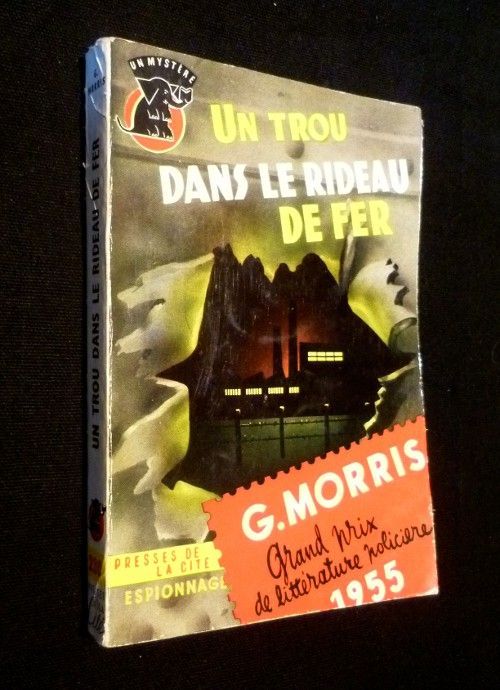 UN MYSTÈRE
UN TROU
DANS LE RIDEAU
DE FER
G. MORRIS
Grand prix
de littérature policière
1955
PRESSES DE
LA CITÉ
ESPIONNAGE
G.
MORRIS
UN TROU DANS LE RIDEAU DE FER